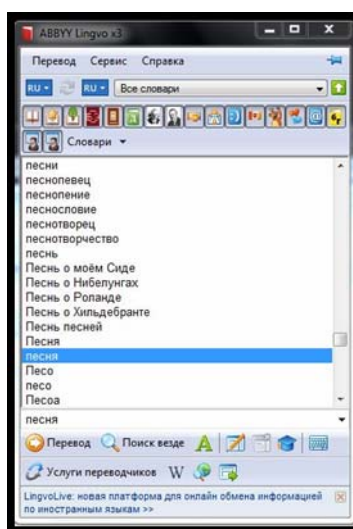 ABBYY Lingvo x3
Перевод Сервис Справка
RU RU Все словари
Словари
песни
песнопевец
песнопение
песнословие
песнотворец
песнотворчество
песнь
Песнь о моём Сиде
Песнь о Нибелунгах
Песнь о Роланде
Песнь о Хильдебранте
Песнь песней
Песня
песня
Песо
песо
Песоа
песня
Перевод Поиск везде
Услуги переводчиков W
LingvoLive: новая платформа для онлайн обмена информацией
по иностранным языкам >>